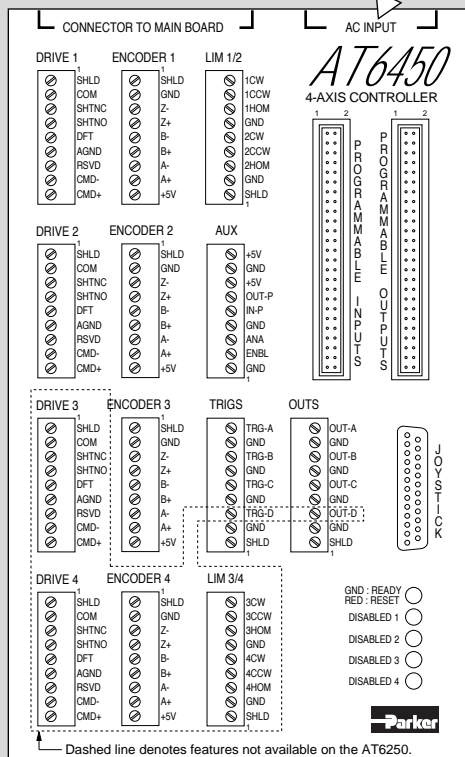 CONNECTOR TO MAIN BOARD
AC INPUT
AT6450
4-AXIS CONTROLLER
DRIVE 1
1
SHLD
COM
SHTNC
SHTNO
DFT
AGND
RSVD
CMD-
CMD+
ENCODER 1
1
SHLD
GND
Z-
Z+
B-
B+
A-
A+
+5V
LIM 1/2
1CW
1CCW
1HOM
GND
2CW
2CCW
2HOM
GND
SHLD
1
1 2
PROGRAMMABLE INPUTS
1 2
PROGRAMMABLE OUTPUTS
DRIVE 2
1
SHLD
COM
SHTNC
SHTNO
DFT
AGND
RSVD
CMD-
CMD+
ENCODER 2
1
SHLD
GND
Z-
Z+
B-
B+
A-
A+
+5V
AUX
+5V
GND
+5V
OUT-P
IN-P
GND
ANA
ENBL
GND
1
DRIVE 3
1
SHLD
COM
SHTNC
SHTNO
DFT
AGND
RSVD
CMD-
CMD+
ENCODER 3
1
SHLD
GND
Z-
Z+
B-
B+
A-
A+
+5V
TRIGS
TRG-A
GND
TRG-B
GND
TRG-C
GND
TRG-D
GND
SHLD
1
OUTS
OUT-A
GND
OUT-B
GND
OUT-C
GND
OUT-D
GND
SHLD
1
JOYSTICK
DRIVE 4
1
SHLD
COM
SHTNC
SHTNO
DFT
AGND
RSVD
CMD-
CMD+
ENCODER 4
1
SHLD
GND
Z-
Z+
B-
B+
A-
A+
+5V
LIM 3/4
3CW
3CCW
3HOM
GND
4CW
4CCW
4HOM
GND
SHLD
1
GND : READY
RED : RESET
DISABLED 1
DISABLED 2
DISABLED 3
DISABLED 4
Parker
Dashed line denotes features not available on the AT6250.